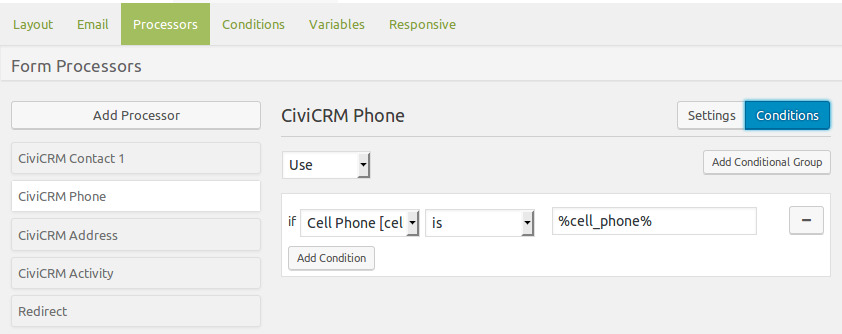 Layout Email Processors Conditions Variables Responsive
Form Processors
Add Processor
CiviCRM Contact 1
CiviCRM Phone
CiviCRM Address
CiviCRM Activity
Redirect
CiviCRM Phone Settings Conditions
Use Add Conditional Group
if Cell Phone [cel is %cell_phone% −
Add Condition